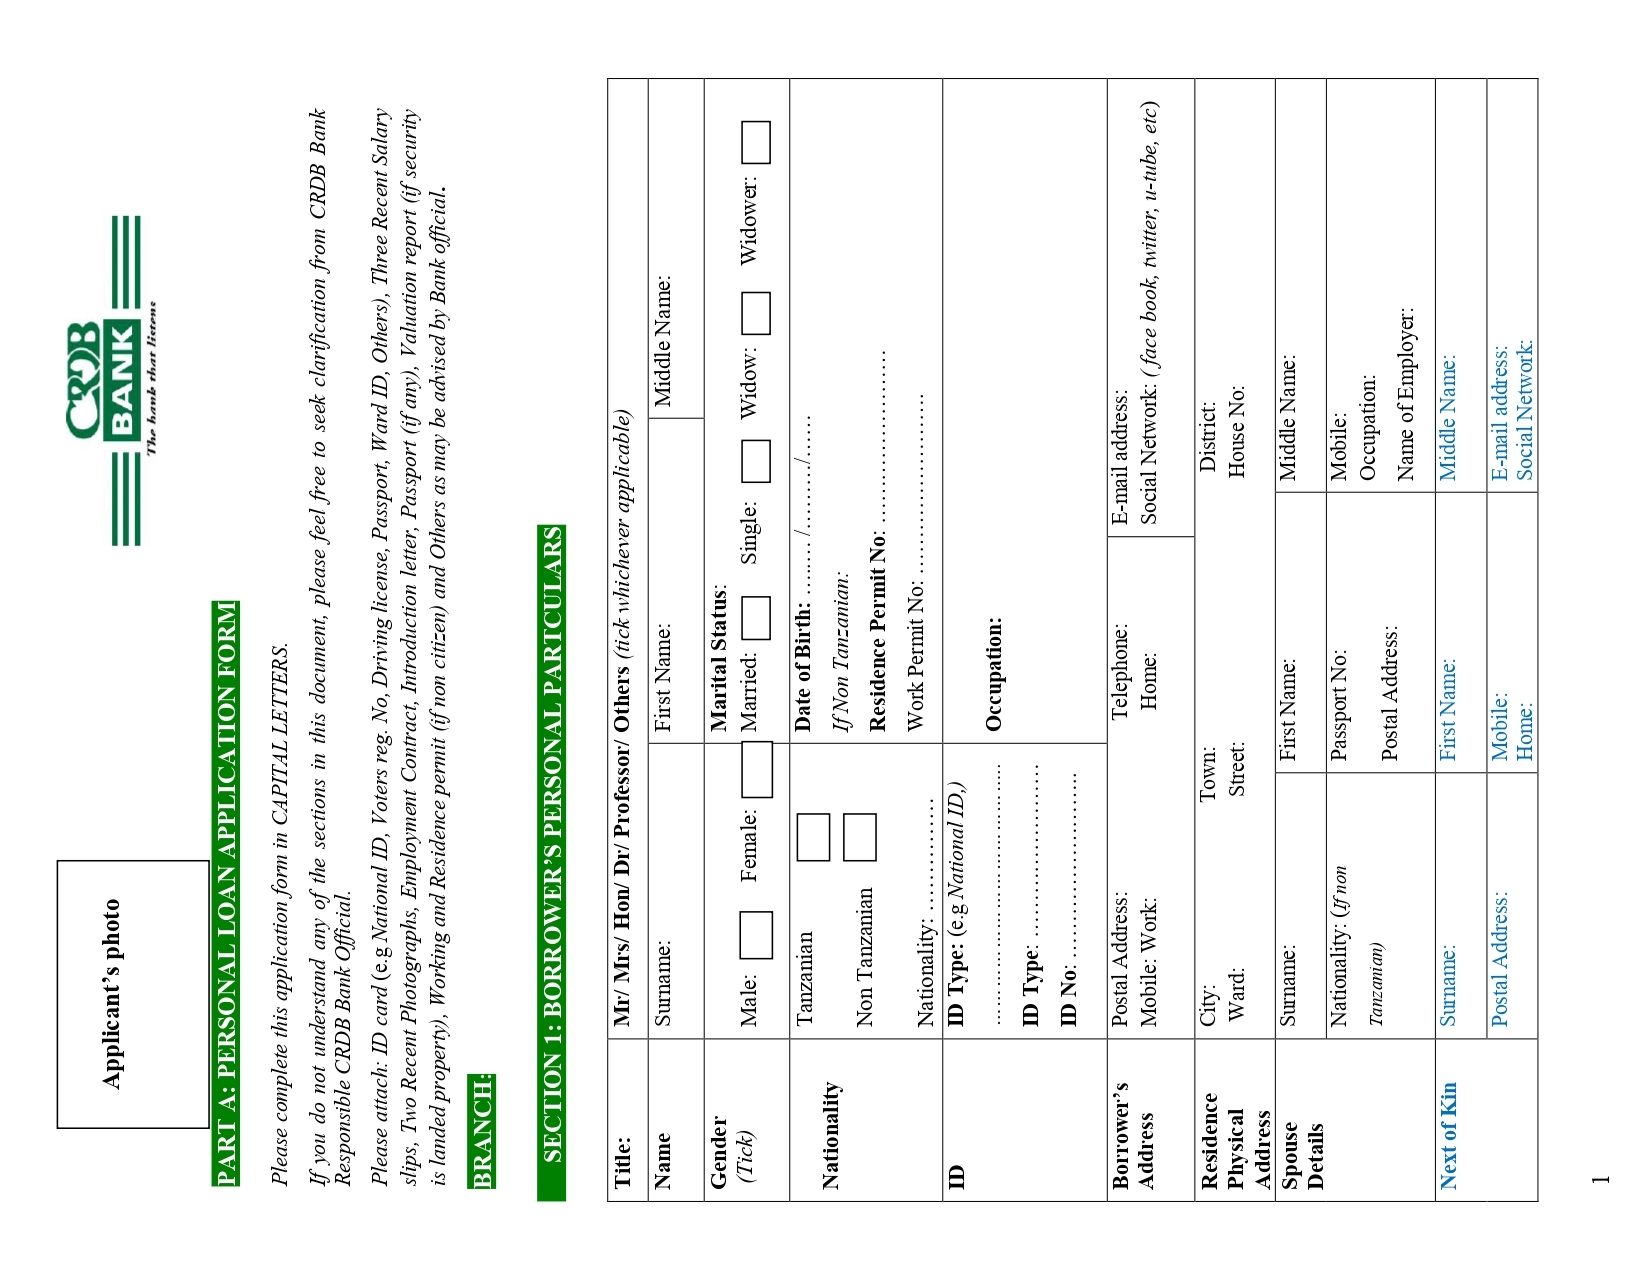 Applicant's photo
CRDB
BANK
The bank that listens
PART A: PERSONAL LOAN APPLICATION FORM
Please complete this application form in CAPITAL LETTERS.
If you do not understand any of the sections in this document, please feel free to seek clarification from CRDB Bank
Responsible CRDB Bank Official.
Please attach: ID card (e.g National ID, Voters reg. No, Driving license, Passport, Ward ID, Others), Three Recent Salary
slips, Two Recent Photographs, Employment Contract, Introduction letter, Passport (if any), Valuation report (if security
is landed property), Working and Residence permit (if non citizen) and Others as may be advised by Bank official.
BRANCH:
SECTION 1: BORROWER'S PERSONAL PARTCULARS
Title: Mr/ Mrs/ Hon/ Dr/ Professor/ Others (tick whichever applicable)
Name Surname: First Name: Middle Name:
Gender
(Tick)
Male: Female:
Marital Status:
Married: Single: Widow: Widower:
Nationality
Tanzanian
Non Tanzanian
Nationality: ………………
Date of Birth: ……. /………/……
If Non Tanzanian:
Residence Permit No: ……………………
Work Permit No: ……………………
ID
ID Type: (e.g National ID,)
………………………………
ID Type: ……………………
ID No: ………………………
Occupation:
Borrower's
Address
Postal Address:
Mobile: Work:
Telephone:
Home:
E-mail address:
Social Network: (face book, twitter, u-tube, etc)
Residence
Physical
Address
City: Town: District:
Ward: Street: House No:
Spouse
Details
Surname: First Name: Middle Name:
Nationality: (If non
Tanzanian)
Passport No:
Postal Address:
Mobile:
Occupation:
Name of Employer:
Next of Kin
Surname: First Name: Middle Name:
Postal Address:
Mobile:
Home:
E-mail address:
Social Network:
1